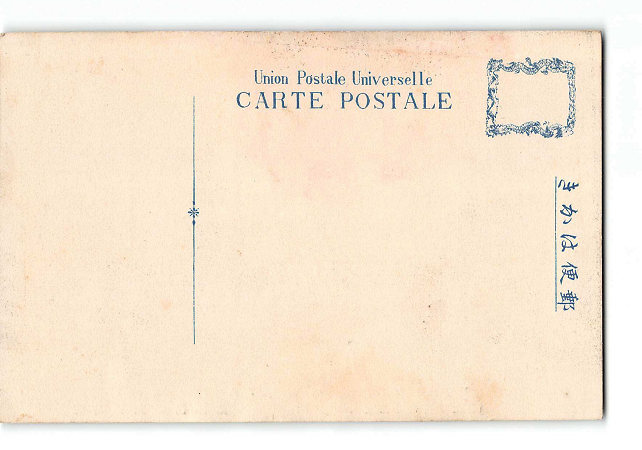 Union Postale Universelle
CARTE POSTALE
きかは便郵